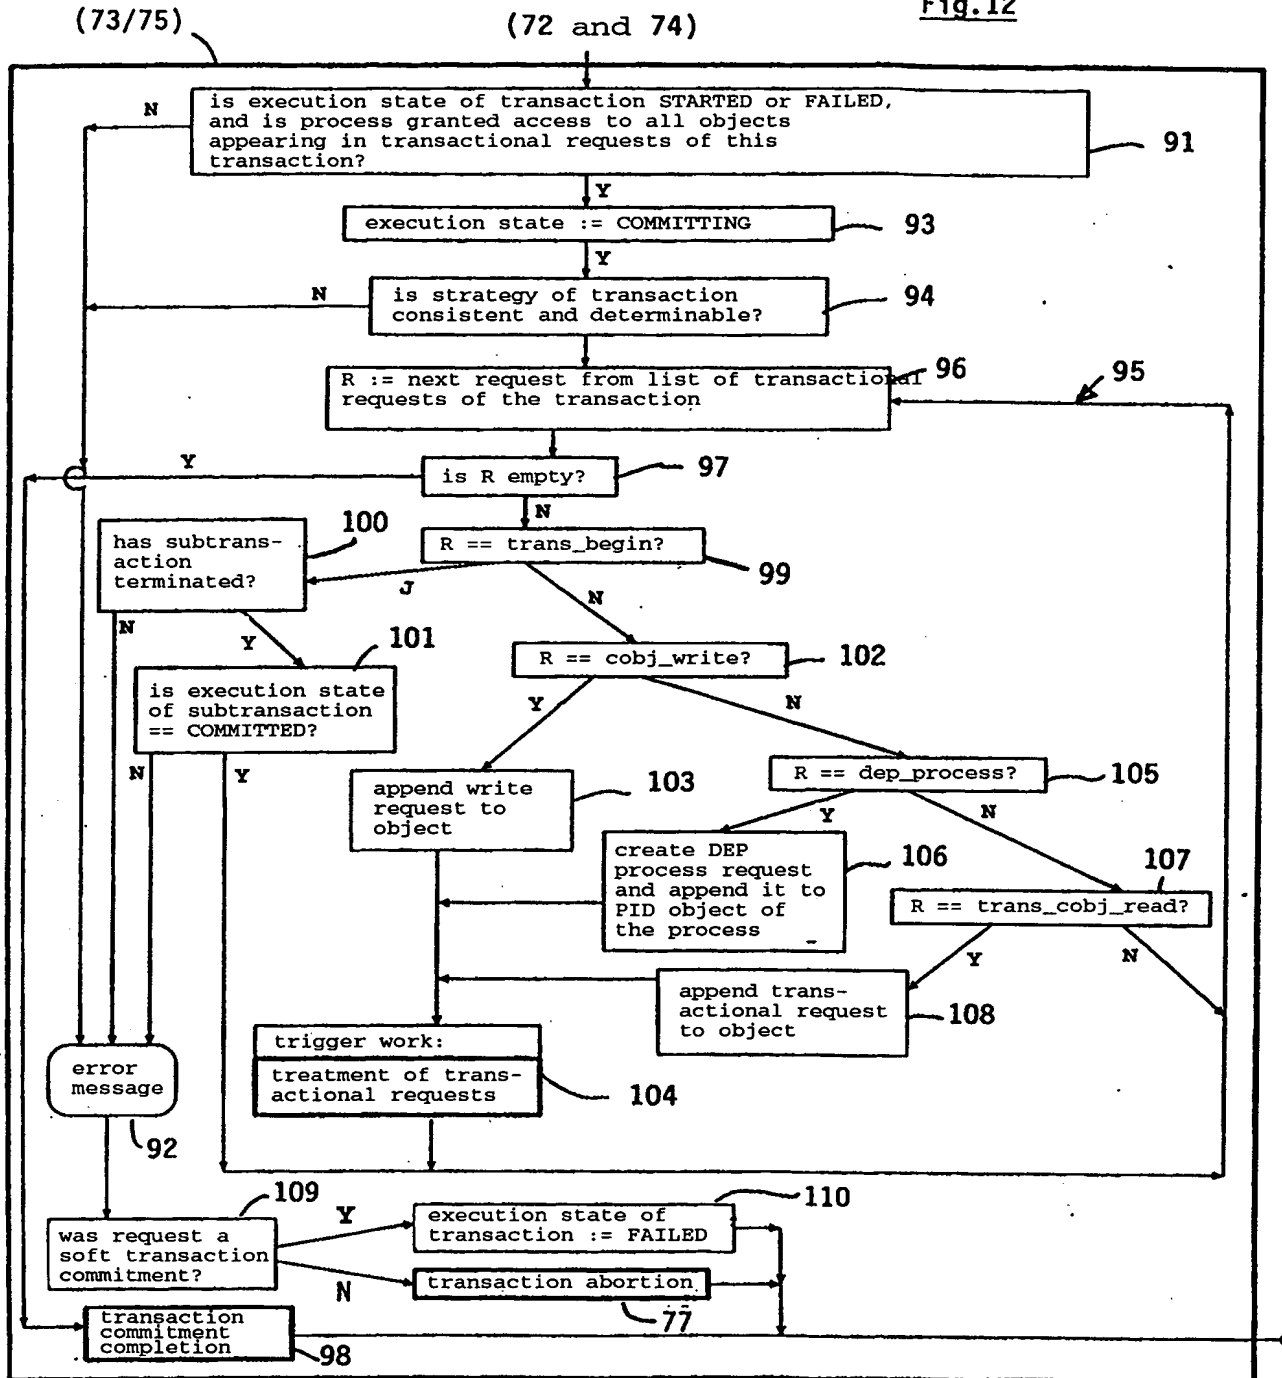 (73/75)
(72 and 74)
Fig.12
is execution state of transaction STARTED or FAILED,
and is process granted access to all objects
appearing in transactional requests of this
transaction?
N
91
Y
execution state := COMMITTING
93
Y
is strategy of transaction
consistent and determinable?
N
94
R := next request from list of transactional
requests of the transaction
96
95
Y
is R empty?
97
N
has subtrans-
action
terminated?
100
R == trans_begin?
99
J
N
N
Y
101
R == cobj_write?
102
is execution state
of subtransaction
== COMMITTED?
Y
N
N
Y
R == dep_process?
105
append write
request to
object
103
Y
N
create DEP
process request
and append it to
PID object of
the process
106
107
R == trans_cobj_read?
Y
N
append trans-
actional request
to object
108
trigger work:
treatment of trans-
actional requests
104
error
message
92
109
was request a
soft transaction
commitment?
Y
execution state of
transaction := FAILED
110
N
transaction abortion
77
transaction
commitment
completion
98